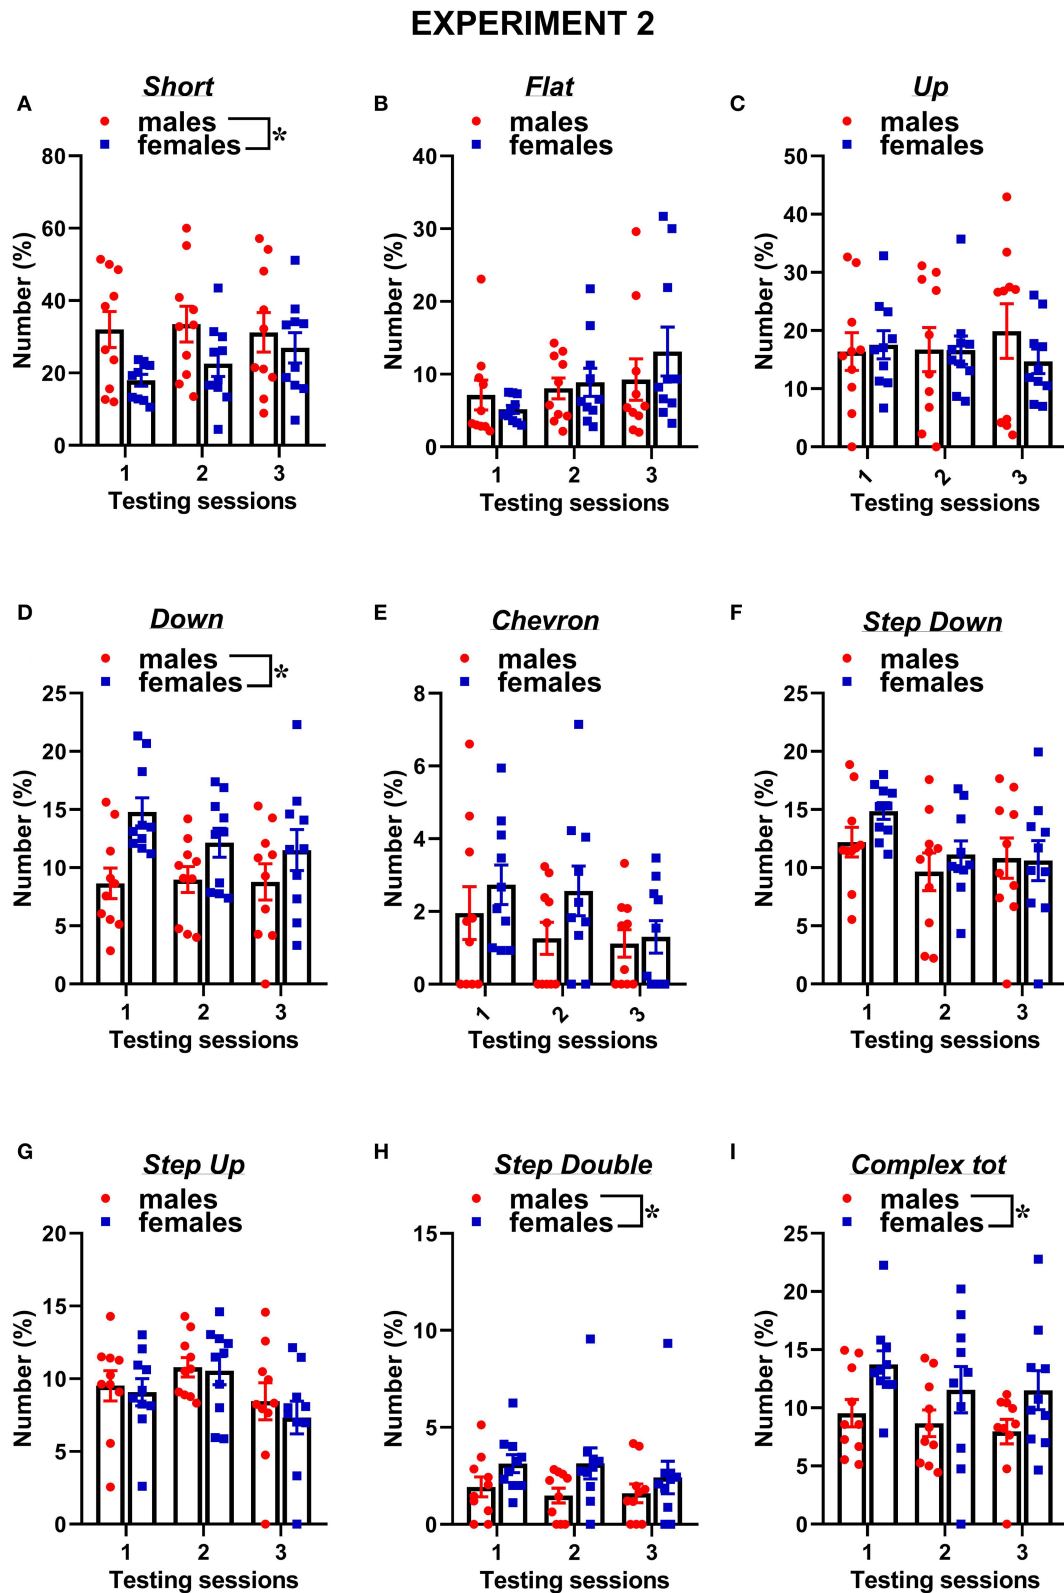 EXPERIMENT 2
A
Short
males
females
*
Number (%)
80
60
40
20
0
1 2 3
Testing sessions
B
Flat
males
females
Number (%)
40
30
20
10
0
1 2 3
Testing sessions
C
Up
males
females
Number (%)
50
40
30
20
10
0
1 2 3
Testing sessions
D
Down
males
females
*
Number (%)
25
20
15
10
5
0
1 2 3
Testing sessions
E
Chevron
males
females
Number (%)
8
6
4
2
0
1 2 3
Testing sessions
F
Step Down
males
females
Number (%)
25
20
15
10
5
0
1 2 3
Testing sessions
G
Step Up
males
females
Number (%)
20
15
10
5
0
1 2 3
Testing sessions
H
Step Double
males
females
*
Number (%)
15
10
5
0
1 2 3
Testing sessions
I
Complex tot
males
females
*
Number (%)
25
20
15
10
5
0
1 2 3
Testing sessions